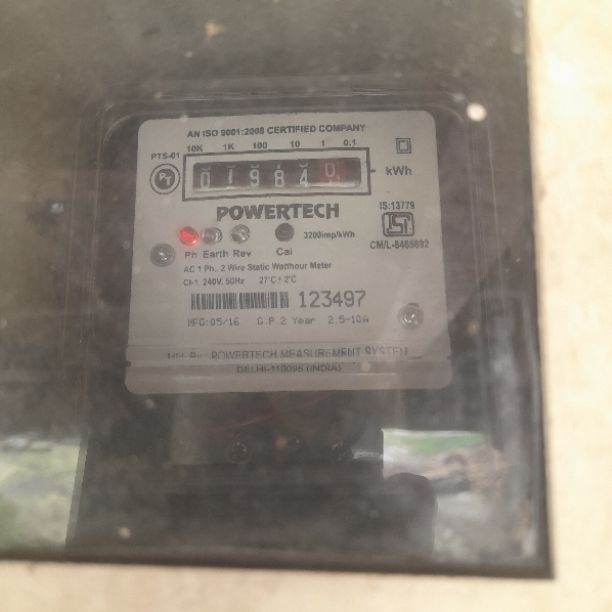 AN ISO 9001:2008 CERTIFIED COMPANY
10K 1K 100 10 1 0.1
PTS-01
PT
0 1 9 8 4 0
kWh
POWERTECH
IS:13779
ISI
CM/L-8465892
3200imp/kWh
Ph Earth Rev Cal
AC 1 Ph., 2 Wire Static Watthour Meter
Cl-1, 240V, 50Hz 27°C ± 2°C
123497
MFG:05/16 G.P.2 Year 2.5-10A
POWERTECH MEASUREMENT SYSTEM
DELHI-110095 (INDIA)